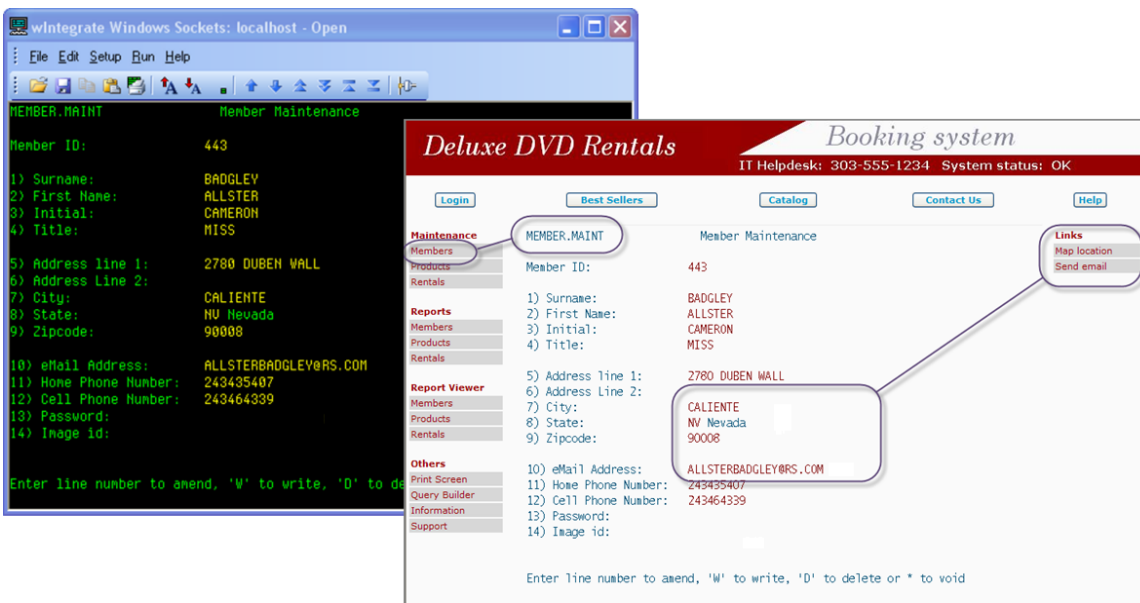 wIntegrate Windows Sockets: localhost - Open
File Edit Setup Run Help
MEMBER.MAINT Member Maintenance
Member ID: 443
1) Surname: BADGLEY
2) First Name: ALLSTER
3) Initial: CAMERON
4) Title: MISS
5) Address line 1: 2780 DUBEN WALL
6) Address Line 2:
7) City: CALIENTE
8) State: NV Nevada
9) Zipcode: 90008
10) eMail Address: ALLSTERBADGLEY@RS.COM
11) Home Phone Number: 243435407
12) Cell Phone Number: 243464339
13) Password:
14) Image id:
Enter line number to amend, 'W' to write, 'D' to de
Deluxe DVD Rentals
Booking system
IT Helpdesk: 303-555-1234 System status: OK
Login Best Sellers Catalog Contact Us Help
Maintenance
Members
Products
Rentals
Reports
Members
Products
Rentals
Report Viewer
Members
Products
Rentals
Others
Print Screen
Query Builder
Information
Support
MEMBER.MAINT Member Maintenance
Member ID: 443
1) Surname: BADGLEY
2) First Name: ALLSTER
3) Initial: CAMERON
4) Title: MISS
5) Address line 1: 2780 DUBEN WALL
6) Address Line 2:
7) City: CALIENTE
8) State: NV Nevada
9) Zipcode: 90008
10) eMail Address: ALLSTERBADGLEY@RS.COM
11) Home Phone Number: 243435407
12) Cell Phone Number: 243464339
13) Password:
14) Image id:
Enter line number to amend, 'W' to write, 'D' to delete or * to void
Links
Map location
Send email